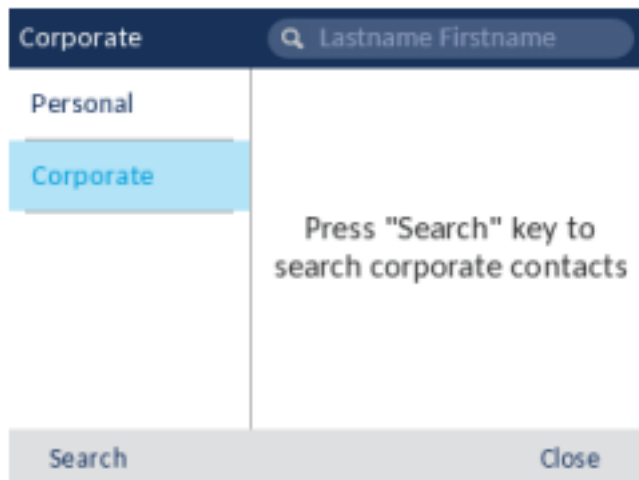 Corporate
Lastname Firstname
Personal
Corporate
Press "Search" key to
search corporate contacts
Search
Close